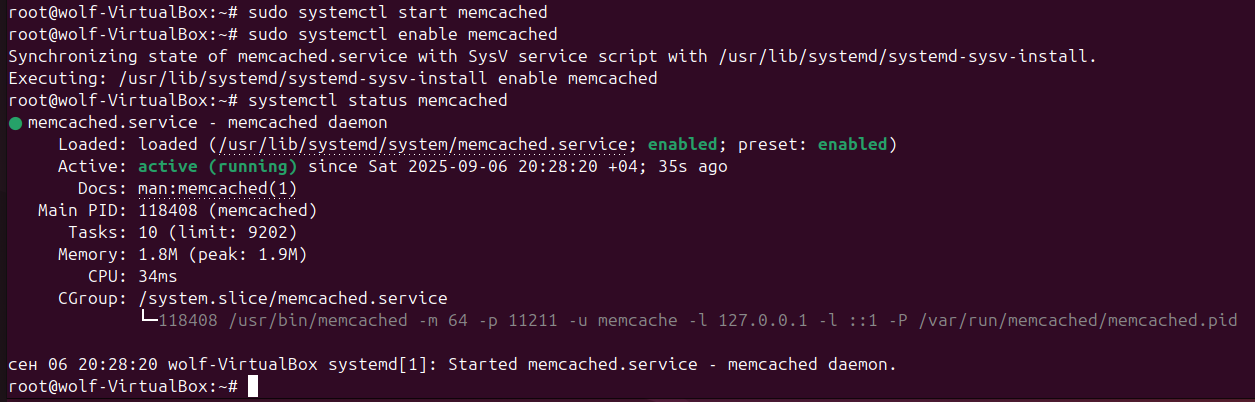 root@wolf-VirtualBox:~# sudo systemctl start memcached
root@wolf-VirtualBox:~# sudo systemctl enable memcached
Synchronizing state of memcached.service with SysV service script with /usr/lib/systemd/systemd-sysv-install.
Executing: /usr/lib/systemd/systemd-sysv-install enable memcached
root@wolf-VirtualBox:~# systemctl status memcached
● memcached.service - memcached daemon
     Loaded: loaded (/usr/lib/systemd/system/memcached.service; enabled; preset: enabled)
     Active: active (running) since Sat 2025-09-06 20:28:20 +04; 35s ago
       Docs: man:memcached(1)
   Main PID: 118408 (memcached)
      Tasks: 10 (limit: 9202)
     Memory: 1.8M (peak: 1.9M)
        CPU: 34ms
     CGroup: /system.slice/memcached.service
             └─118408 /usr/bin/memcached -m 64 -p 11211 -u memcache -l 127.0.0.1 -l ::1 -P /var/run/memcached/memcached.pid

сен 06 20:28:20 wolf-VirtualBox systemd[1]: Started memcached.service - memcached daemon.
root@wolf-VirtualBox:~#